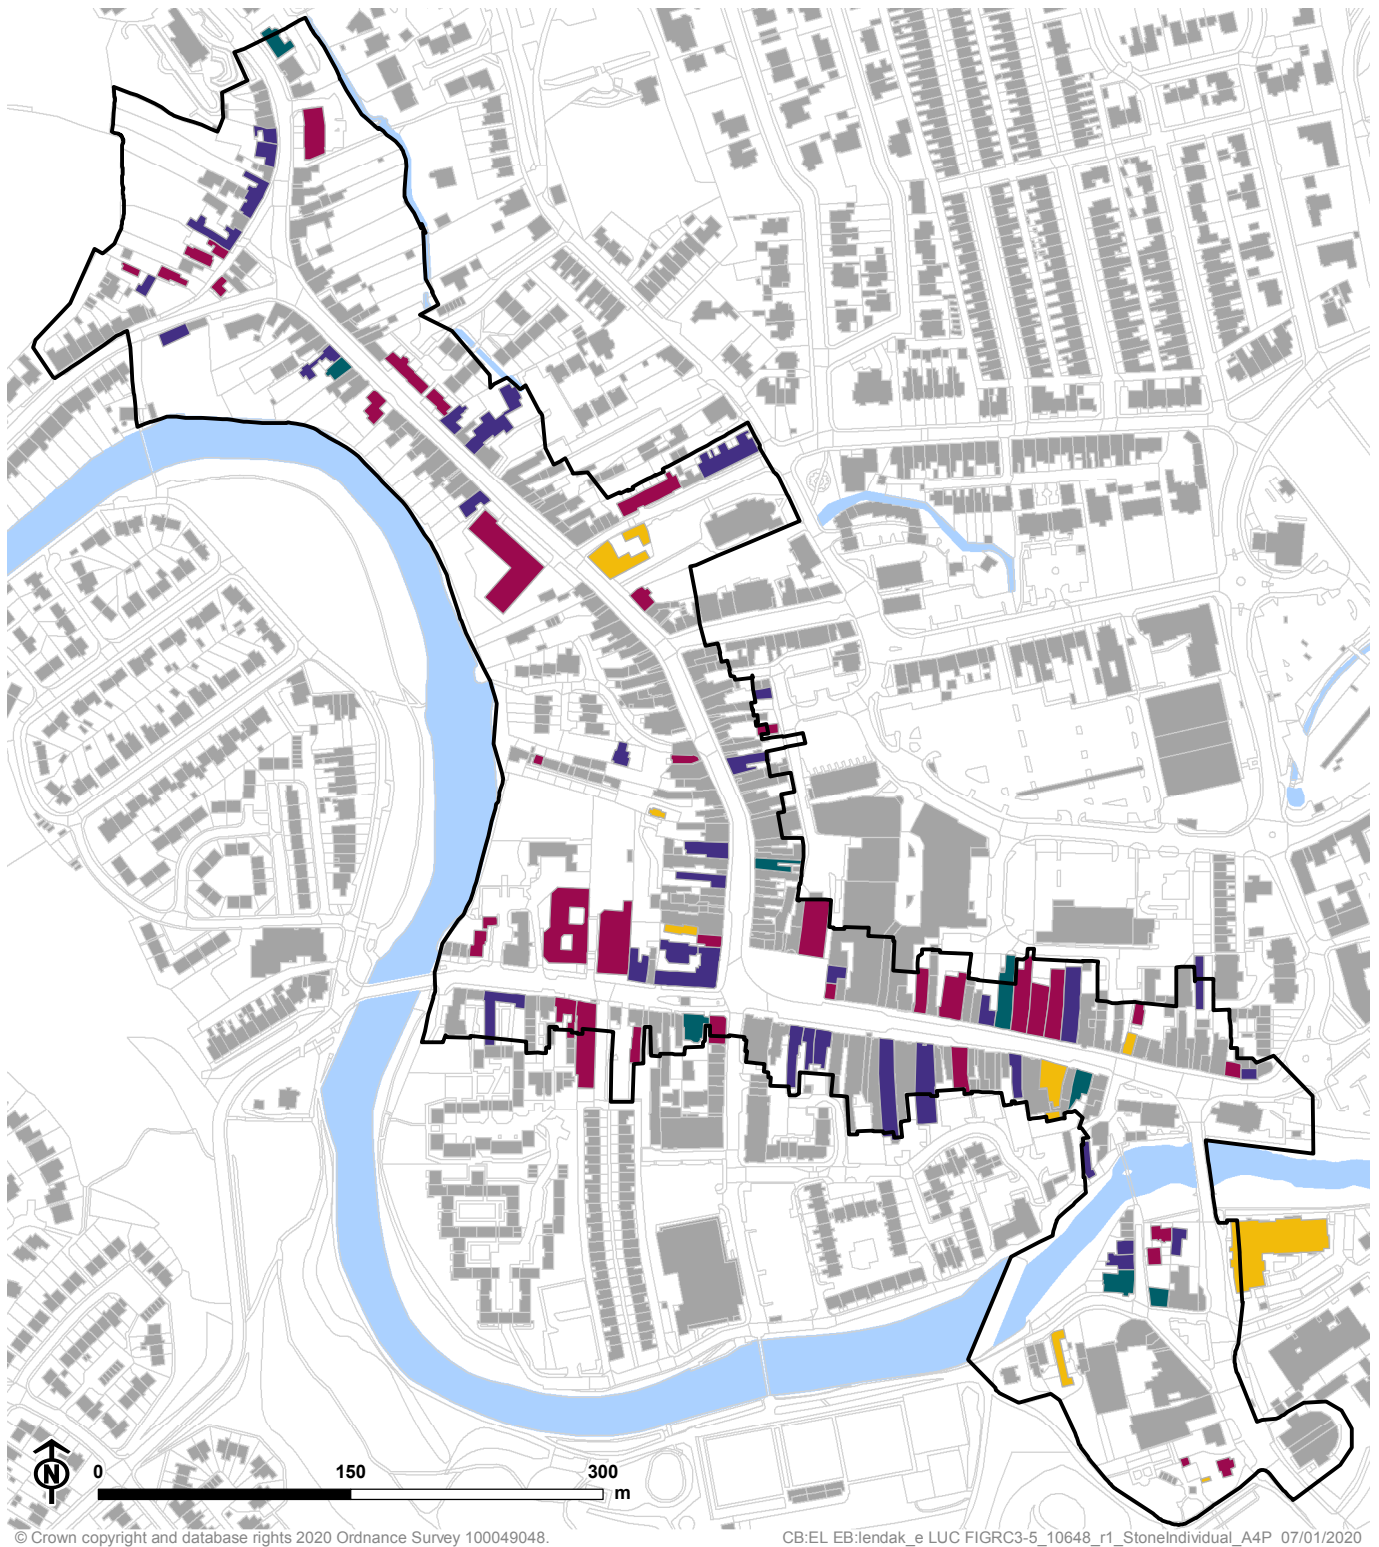 N
0 150 300
m
© Crown copyright and database rights 2020 Ordnance Survey 100049048.
CB:EL EB:lendak_e LUC FIGRC3-5_10648_r1_StoneIndividual_A4P 07/01/2020